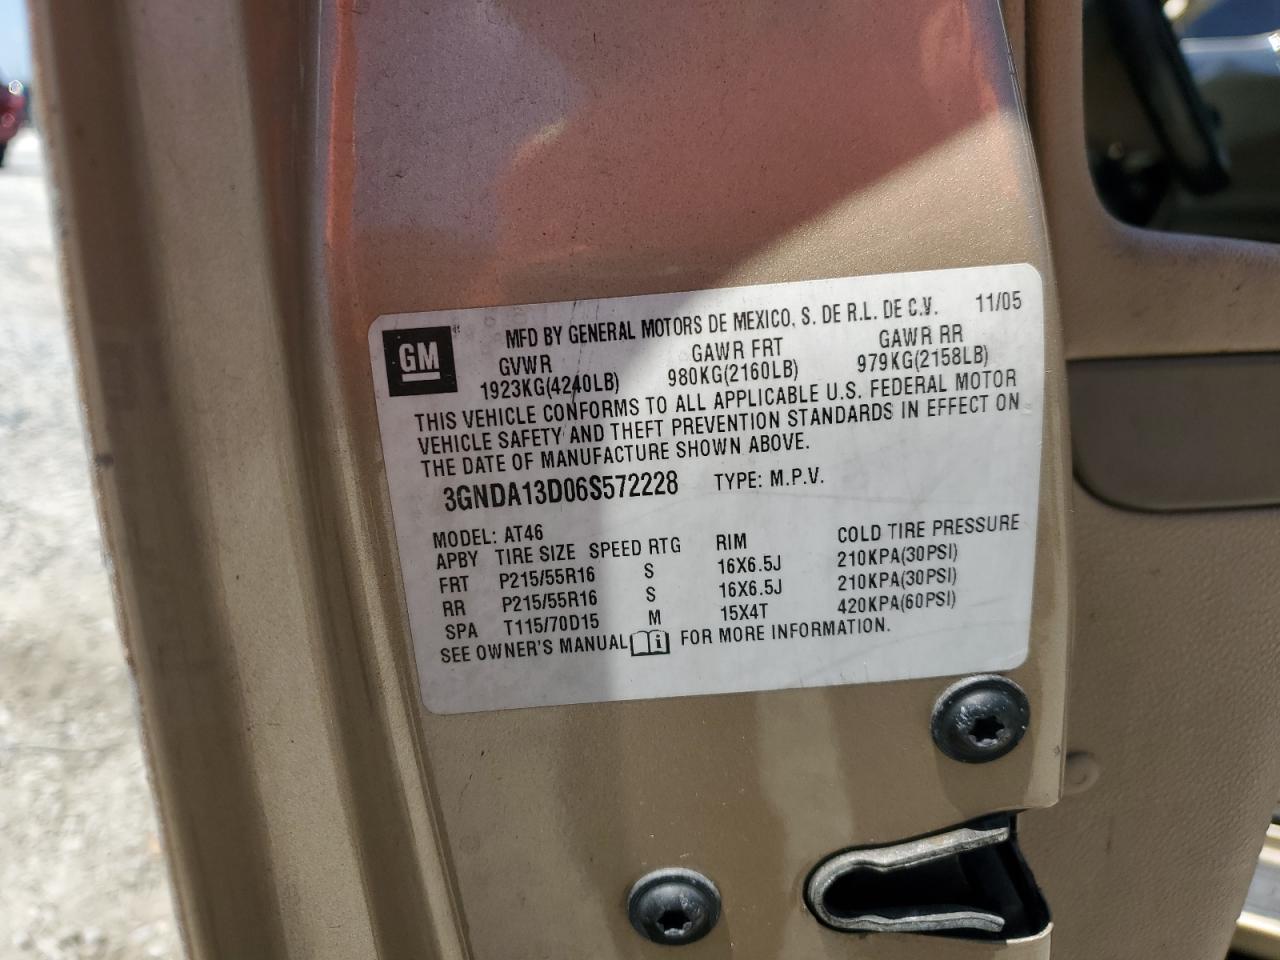 GM
MFD BY GENERAL MOTORS DE MEXICO, S. DE R.L. DE C.V. 11/05
GVWR GAWR FRT GAWR RR
1923KG(4240LB) 980KG(2160LB) 979KG(2158LB)
THIS VEHICLE CONFORMS TO ALL APPLICABLE U.S. FEDERAL MOTOR
VEHICLE SAFETY AND THEFT PREVENTION STANDARDS IN EFFECT ON
THE DATE OF MANUFACTURE SHOWN ABOVE.
3GNDA13D06S572228 TYPE: M.P.V.
MODEL: AT46
APBY TIRE SIZE SPEED RTG RIM COLD TIRE PRESSURE
FRT P215/55R16 S 16X6.5J 210KPA(30PSI)
RR P215/55R16 S 16X6.5J 210KPA(30PSI)
SPA T115/70D15 M 15X4T 420KPA(60PSI)
SEE OWNER'S MANUAL i FOR MORE INFORMATION.